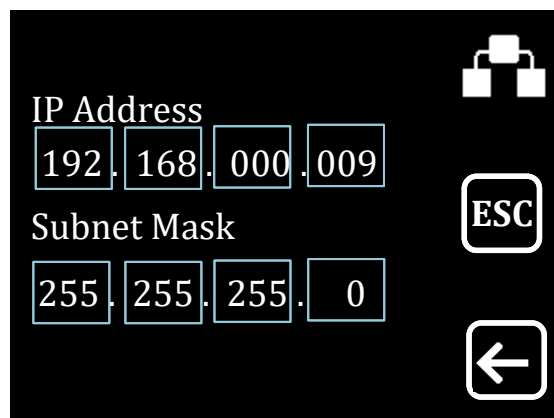 IP Address
192. 168. 000 .009
ESC
Subnet Mask
255. 255. 255. 0